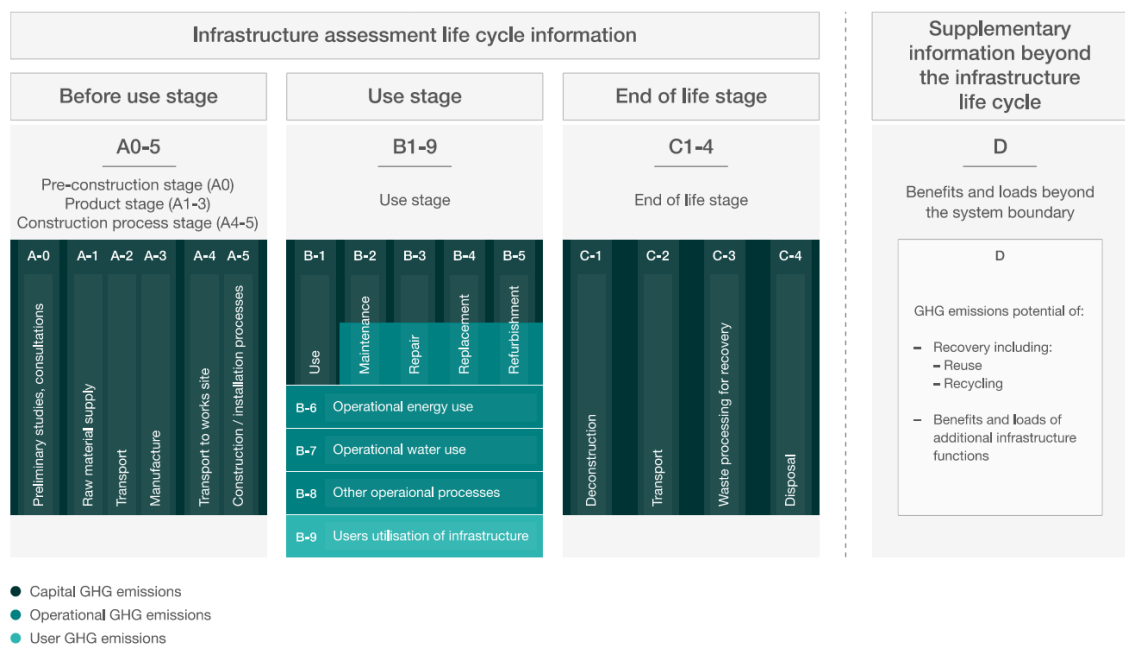 Infrastructure assessment life cycle information
Supplementary
information beyond
the infrastructure
life cycle
Before use stage
Use stage
End of life stage
A0-5
Pre-construction stage (A0)
Product stage (A1-3)
Construction process stage (A4-5)
B1-9
Use stage
C1-4
End of life stage
D
Benefits and loads beyond
the system boundary
A-0
Preliminary studies, consultations
A-1
Raw material supply
A-2
Transport
A-3
Manufacture
A-4
Transport to works site
A-5
Construction / installation processes
B-1
Use
B-2
Maintenance
B-3
Repair
B-4
Replacement
B-5
Refurbishment
B-6 Operational energy use
B-7 Operational water use
B-8 Other operaional processes
B-9 Users utilisation of infrastructure
C-1
Deconstruction
C-2
Transport
C-3
Waste processing for recovery
C-4
Disposal
D
GHG emissions potential of:
– Recovery including:
– Reuse
– Recycling
– Benefits and loads of
additional infrastructure
functions
Capital GHG emissions
Operational GHG emissions
User GHG emissions